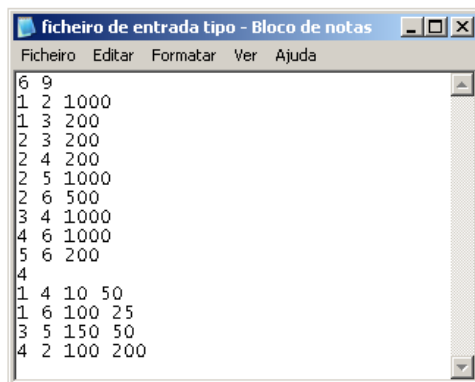 ficheiro de entrada tipo - Bloco de notas
Ficheiro Editar Formatar Ver Ajuda
6 9
1 2 1000
1 3 200
2 3 200
2 4 200
2 5 1000
2 6 500
3 4 1000
4 6 1000
5 6 200
4
1 4 10 50
1 6 100 25
3 5 150 50
4 2 100 200